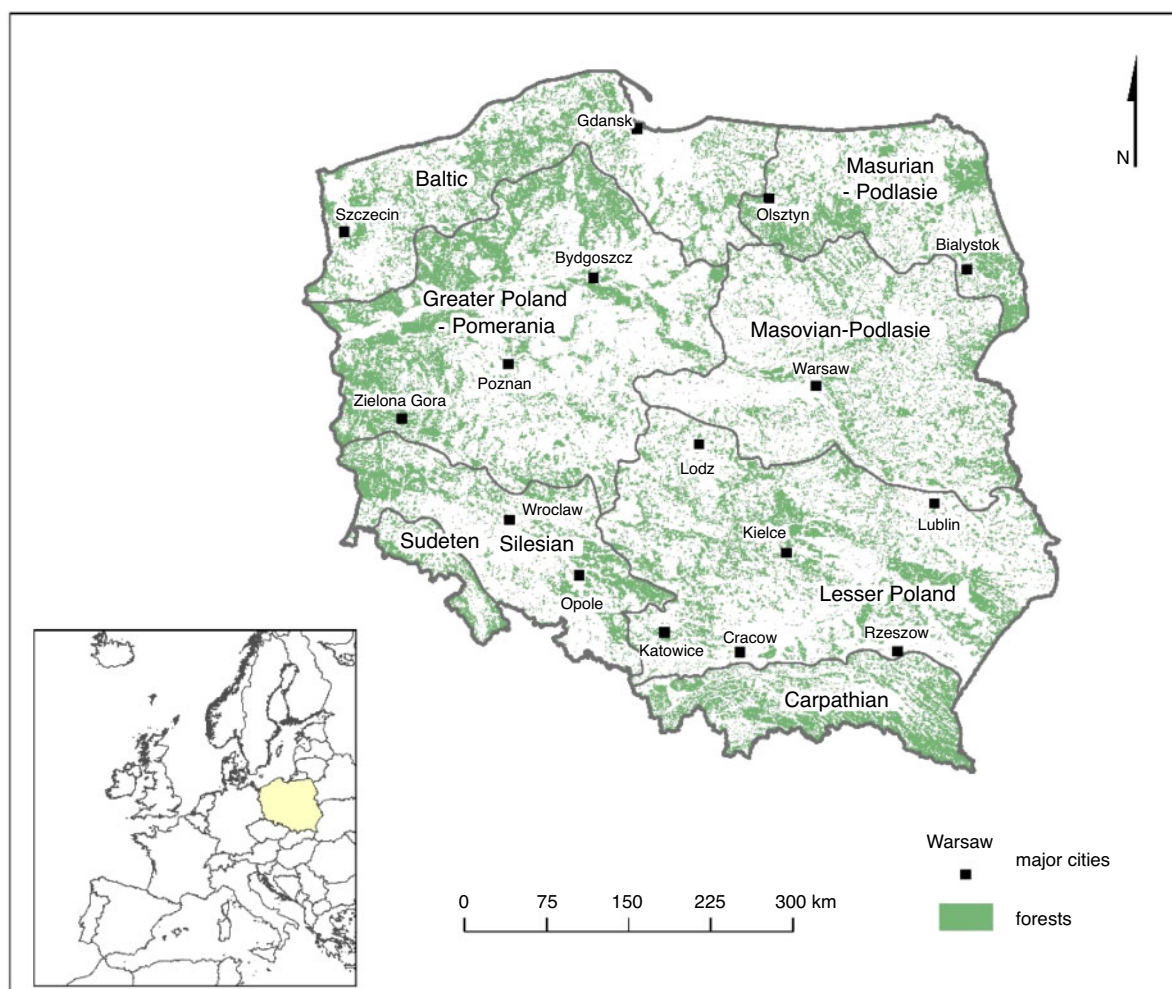 Gdansk
N
Masurian
- Podlasie
Baltic
Olsztyn
Szczecin
Bialystok
Bydgoszcz
Greater Poland
- Pomerania
Masovian-Podlasie
Warsaw
Poznan
Zielona Gora
Lodz
Wroclaw
Lublin
Kielce
Sudeten
Silesian
Opole
Lesser Poland
Katowice
Cracow
Rzeszow
Carpathian
Warsaw
major cities
0 75 150 225 300 km
forests